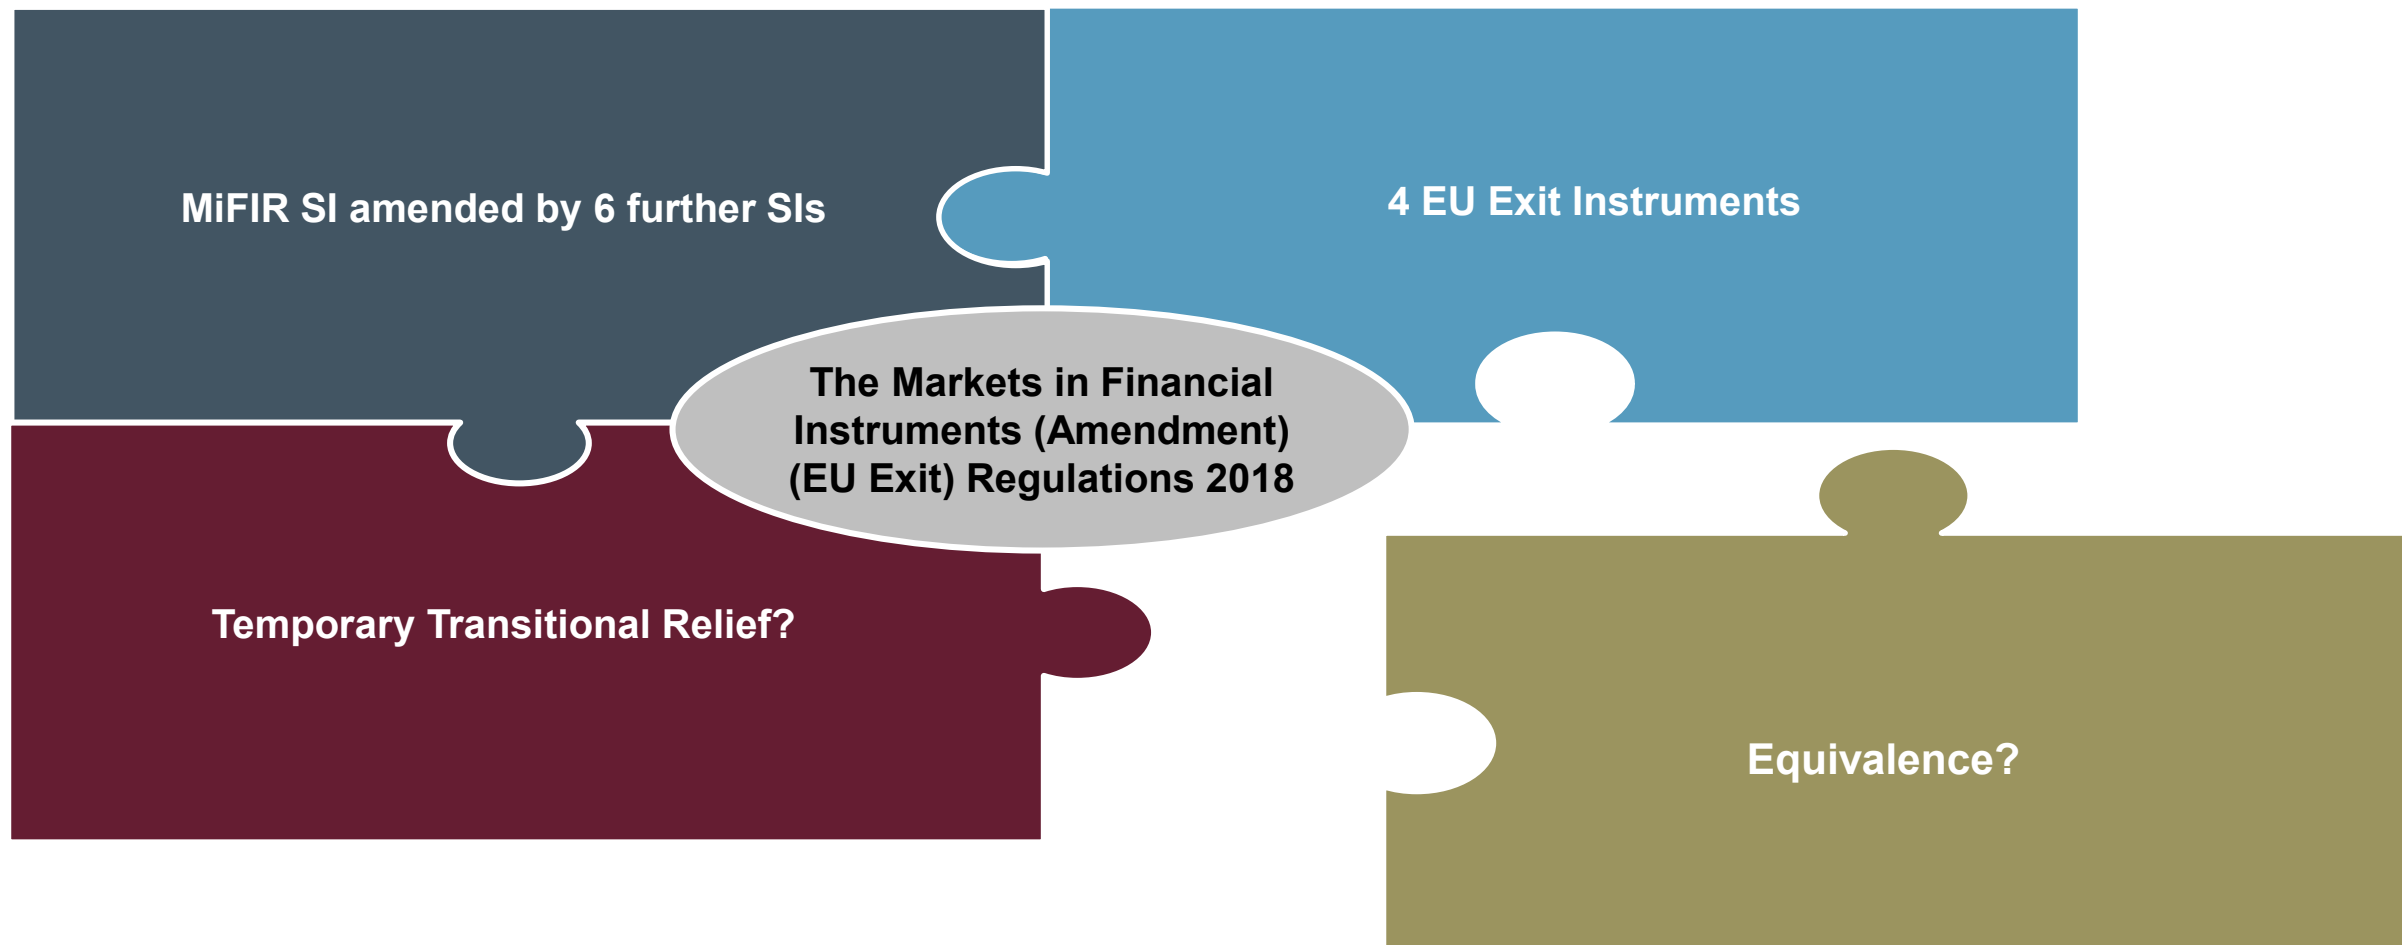 MiFIR SI amended by 6 further SIs
4 EU Exit Instruments
The Markets in Financial
Instruments (Amendment)
(EU Exit) Regulations 2018
Temporary Transitional Relief?
Equivalence?